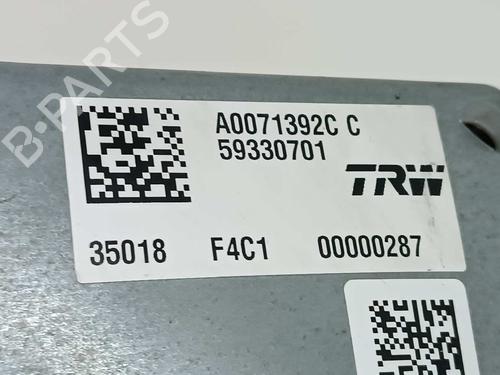 B-PARTS
A0071392C C
59330701
TRW
35018 F4C1 00000287